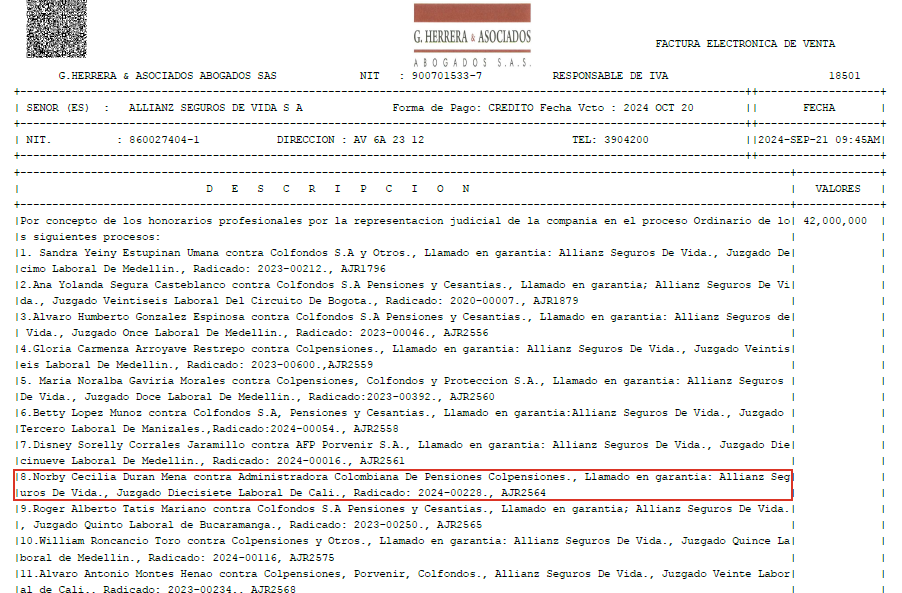 G. HERRERA & ASOCIADOS
ABOGADOS S.A.S.
FACTURA ELECTRONICA DE VENTA
G.HERRERA & ASOCIADOS ABOGADOS SAS NIT : 900701533-7 RESPONSABLE DE IVA 18501
SENOR (ES) : ALLIANZ SEGUROS DE VIDA S A Forma de Pago: CREDITO Fecha Vcto : 2024 OCT 20 FECHA
NIT. : 860027404-1 DIRECCION : AV 6A 23 12 TEL: 3904200 2024-SEP-21 09:45AM
D E S C R I P C I O N VALORES
Por concepto de los honorarios profesionales por la representacion judicial de la compania en el proceso Ordinario de lo 42,000,000
s siguientes procesos:
1. Sandra Yeiny Estupinan Umana contra Colfondos S.A y Otros., Llamado en garantia: Allianz Seguros De Vida., Juzgado De
cimo Laboral De Medellin., Radicado: 2023-00212., AJR1796
2.Ana Yolanda Segura Casteblanco contra Colfondos S.A Pensiones y Cesantias., Llamado en garantia; Allianz Seguros De Vi
da., Juzgado Veintiseis Laboral Del Circuito De Bogota., Radicado: 2020-00007., AJR1879
3.Alvaro Humberto Gonzalez Espinosa contra Colfondos S.A Pensiones y Cesantias., Llamado en garantia: Allianz Seguros de
Vida., Juzgado Once Laboral De Medellin., Radicado: 2023-00046., AJR2556
4.Gloria Carmenza Arroyave Restrepo contra Colpensiones., Llamado en garantia: Allianz Seguros De Vida., Juzgado Veintis
eis Laboral De Medellin., Radicado: 2023-00600.,AJR2559
5. Maria Noralba Gaviria Morales contra Colpensiones, Colfondos y Proteccion S.A., Llamado en garantia: Allianz Seguros
De Vida., Juzgado Doce Laboral De Medellin., Radicado:2023-00392., AJR2560
6.Betty Lopez Munoz contra Colfondos S.A, Pensiones y Cesantias., Llamado en garantia:Allianz Seguros De Vida., Juzgado
Tercero Laboral De Manizales.,Radicado:2024-00054., AJR2558
7.Disney Sorelly Corrales Jaramillo contra AFP Porvenir S.A., Llamado en garantia: Allianz Seguros De Vida., Juzgado Die
cinueve Laboral De Medellin., Radicado: 2024-00016., AJR2561
8.Norby Cecilia Duran Mena contra Administradora Colombiana De Pensiones Colpensiones., Llamado en garantia: Allianz Seg
uros De Vida., Juzgado Diecisiete Laboral De Cali., Radicado: 2024-00228., AJR2564
9.Roger Alberto Tatis Mariano contra Colfondos S.A Pensiones y Cesantias., Llamado en garantia; Allianz Seguros De Vida.
, Juzgado Quinto Laboral de Bucaramanga., Radicado: 2023-00250., AJR2565
10.William Roncancio Toro contra Colpensiones y Otros., Llamado en garantia: Allianz Seguros De Vida., Juzgado Quince La
boral de Medellin., Radicado: 2024-00116, AJR2575
11.Alvaro Antonio Montes Henao contra Colpensiones, Porvenir, Colfondos., Allianz Seguros De Vida., Juzgado Veinte Labor
al de Cali., Radicado: 2023-00234., AJR2568